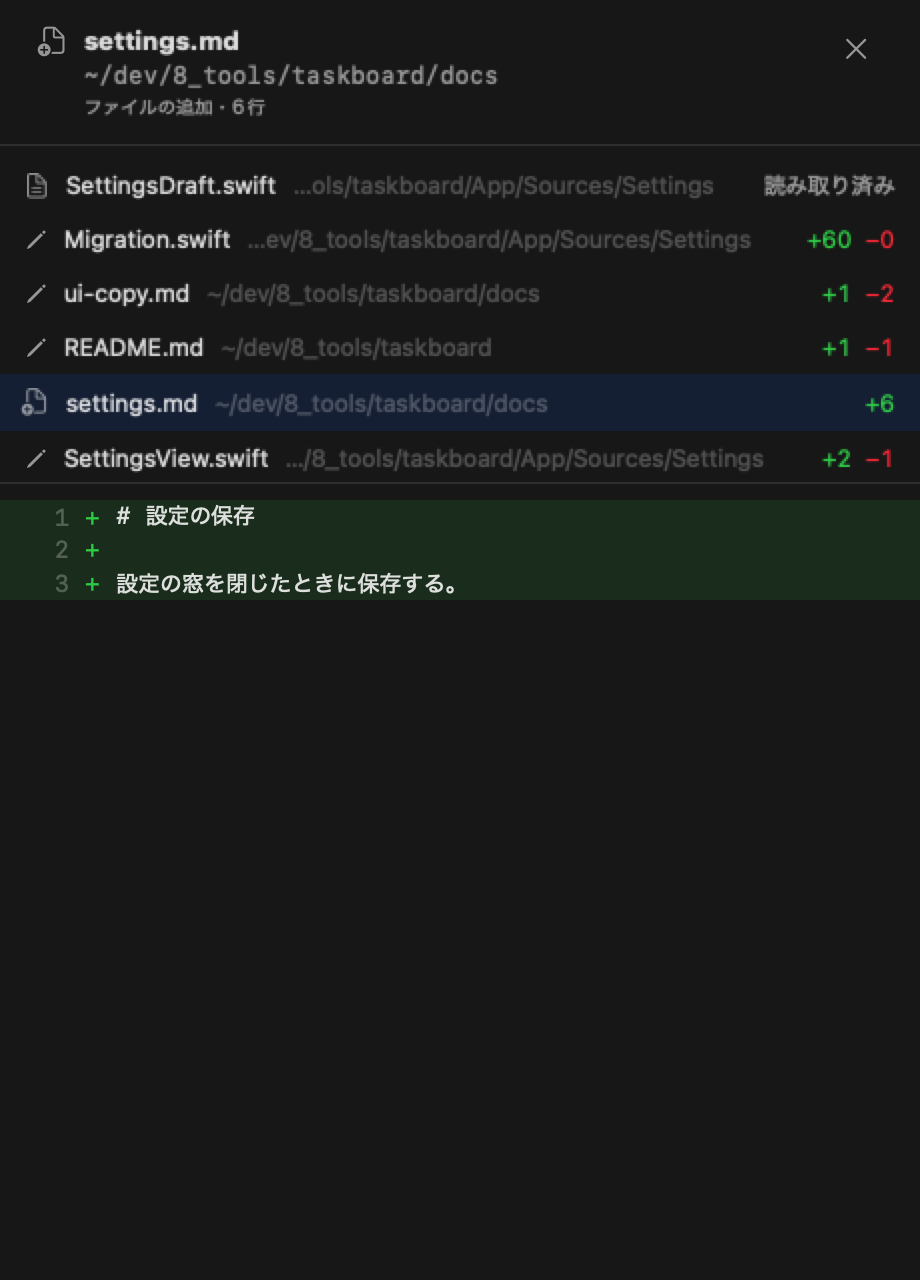 settings.md
~/dev/8_tools/taskboard/docs
ファイルの追加・6行
SettingsDraft.swift …ols/taskboard/App/Sources/Settings 読み取り済み
Migration.swift …ev/8_tools/taskboard/App/Sources/Settings +60 −0
ui-copy.md ~/dev/8_tools/taskboard/docs +1 −2
README.md ~/dev/8_tools/taskboard +1 −1
settings.md ~/dev/8_tools/taskboard/docs +6
SettingsView.swift …/8_tools/taskboard/App/Sources/Settings +2 −1
1 + # 設定の保存
2 +
3 + 設定の窓を閉じたときに保存する。